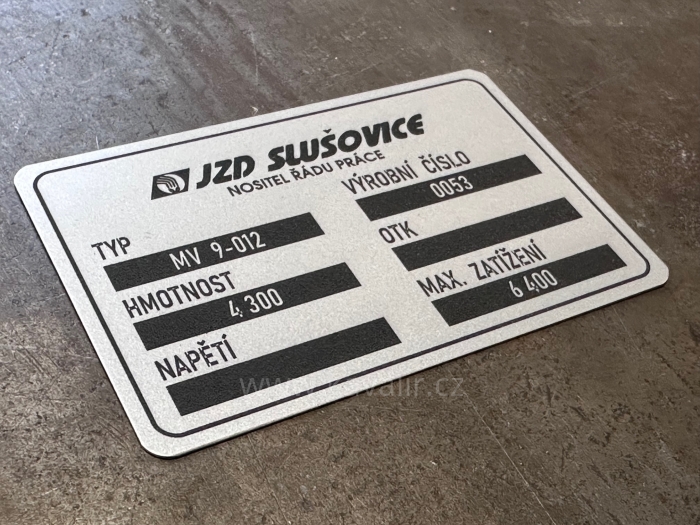 JZD SLUŠOVICE
NOSITEL ŘÁDU PRÁCE
TYP
MV 9-012
VÝROBNÍ ČÍSLO
0053
HMOTNOST
4 300
OTK
NAPĚTÍ
MAX. ZATÍŽENÍ
6 400